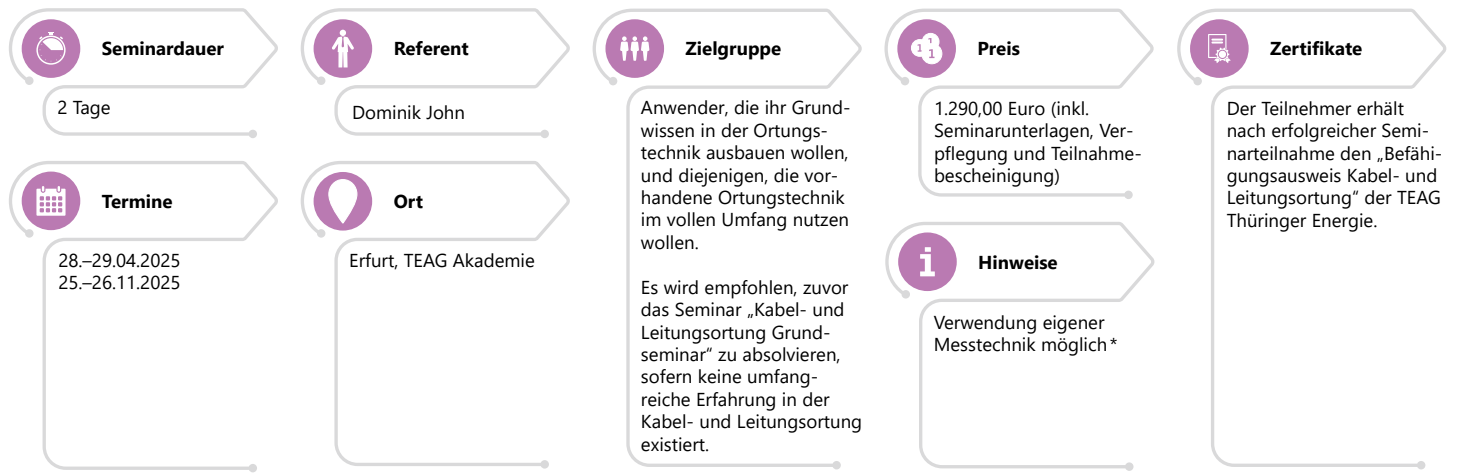 Seminardauer
2 Tage
Termine
28.–29.04.2025
25.–26.11.2025
Referent
Dominik John
Ort
Erfurt, TEAG Akademie
Zielgruppe
Anwender, die ihr Grund-
wissen in der Ortungs-
technik ausbauen wollen,
und diejenigen, die vor-
handene Ortungstechnik
im vollen Umfang nutzen
wollen.
Es wird empfohlen, zuvor
das Seminar „Kabel- und
Leitungsortung Grund-
seminar“ zu absolvieren,
sofern keine umfang-
reiche Erfahrung in der
Kabel- und Leitungsortung
existiert.
1 1 1
Preis
1.290,00 Euro (inkl.
Seminarunterlagen, Ver-
pflegung und Teilnahme-
bescheinigung)
i
Hinweise
Verwendung eigener
Messtechnik möglich *
Zertifikate
Der Teilnehmer erhält
nach erfolgreicher Semi-
narteilnahme den „Befähi-
gungsausweis Kabel- und
Leitungsortung“ der TEAG
Thüringer Energie.